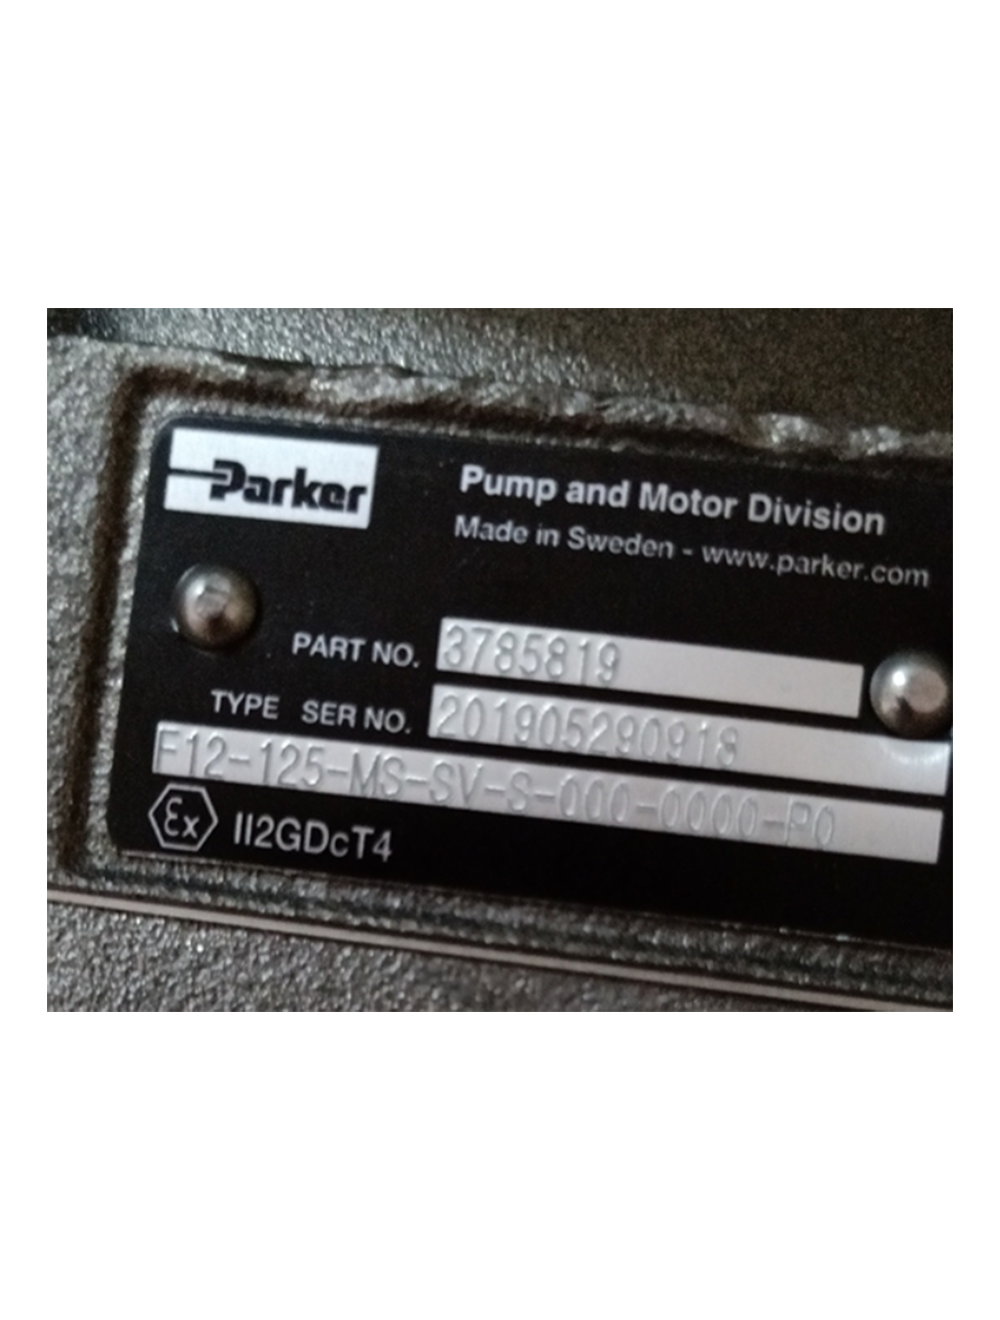 Parker
Pump and Motor Division
Made in Sweden - www.parker.com
PART NO. 3785819
TYPE SER NO. 201905290918
F12-125-MS-SV-S-000-0000-P0
Ex II2GDcT4